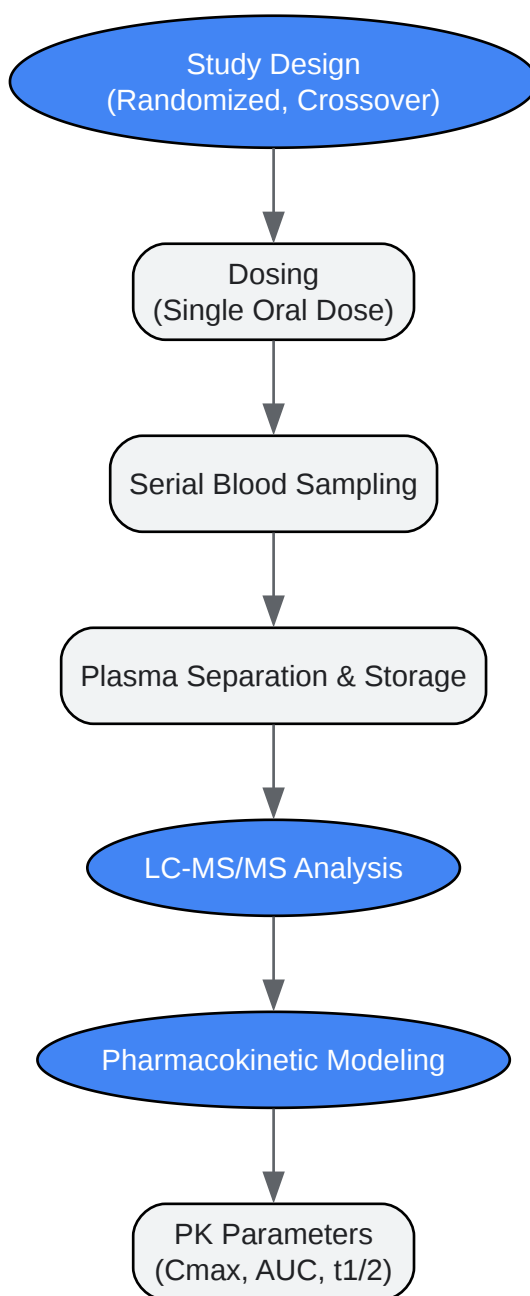 Study Design
(Randomized, Crossover)
Dosing
(Single Oral Dose)
Serial Blood Sampling
Plasma Separation & Storage
LC-MS/MS Analysis
Pharmacokinetic Modeling
PK Parameters
(Cmax, AUC, t1/2)